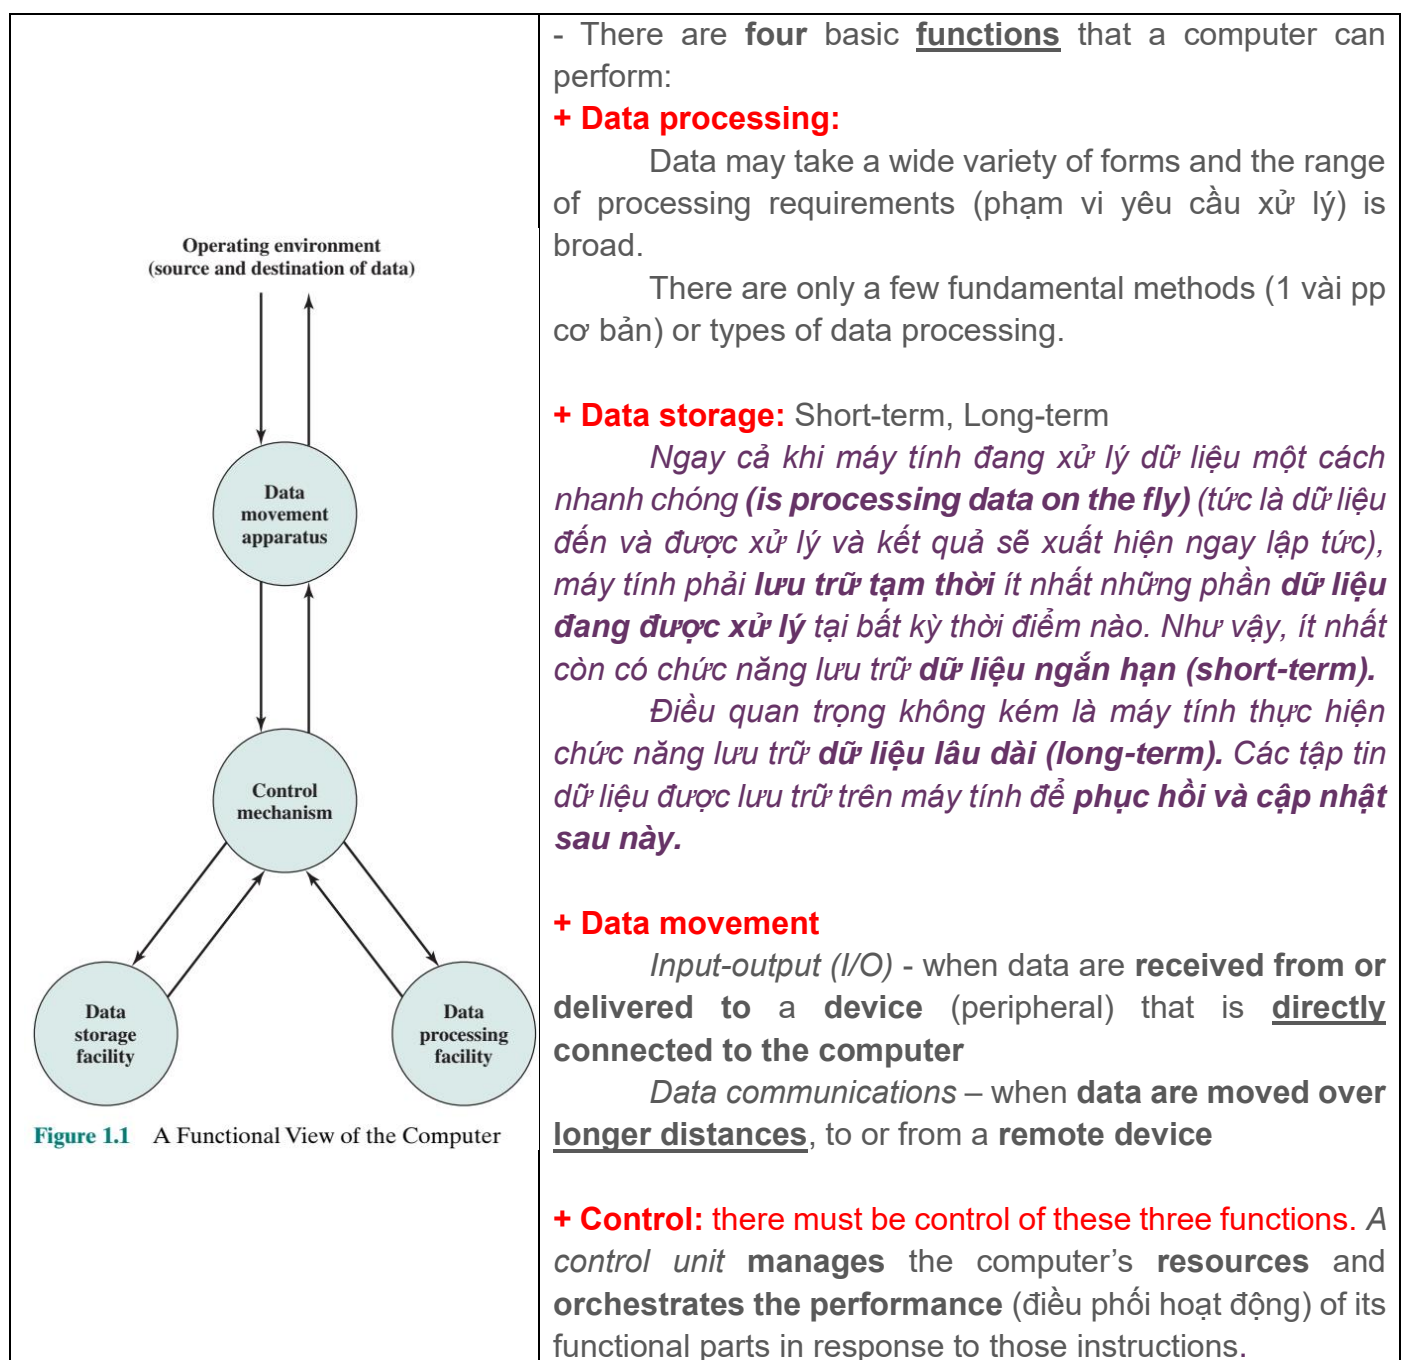 Operating environment
(source and destination of data)
Data
movement
apparatus
Control
mechanism
Data
storage
facility
Data
processing
facility
Figure 1.1 A Functional View of the Computer
- There are four basic functions that a computer can
perform:
+ Data processing:
Data may take a wide variety of forms and the range
of processing requirements (phạm vi yêu cầu xử lý) is
broad.
There are only a few fundamental methods (1 vài pp
cơ bản) or types of data processing.
+ Data storage: Short-term, Long-term
Ngay cả khi máy tính đang xử lý dữ liệu một cách
nhanh chóng (is processing data on the fly) (tức là dữ liệu
đến và được xử lý và kết quả sẽ xuất hiện ngay lập tức),
máy tính phải lưu trữ tạm thời ít nhất những phần dữ liệu
đang được xử lý tại bất kỳ thời điểm nào. Như vậy, ít nhất
còn có chức năng lưu trữ dữ liệu ngắn hạn (short-term).
Điều quan trọng không kém là máy tính thực hiện
chức năng lưu trữ dữ liệu lâu dài (long-term). Các tập tin
dữ liệu được lưu trữ trên máy tính để phục hồi và cập nhật
sau này.
+ Data movement
Input-output (I/O) - when data are received from or
delivered to a device (peripheral) that is directly
connected to the computer
Data communications – when data are moved over
longer distances, to or from a remote device
+ Control: there must be control of these three functions. A
control unit manages the computer’s resources and
orchestrates the performance (điều phối hoạt động) of its
functional parts in response to those instructions.